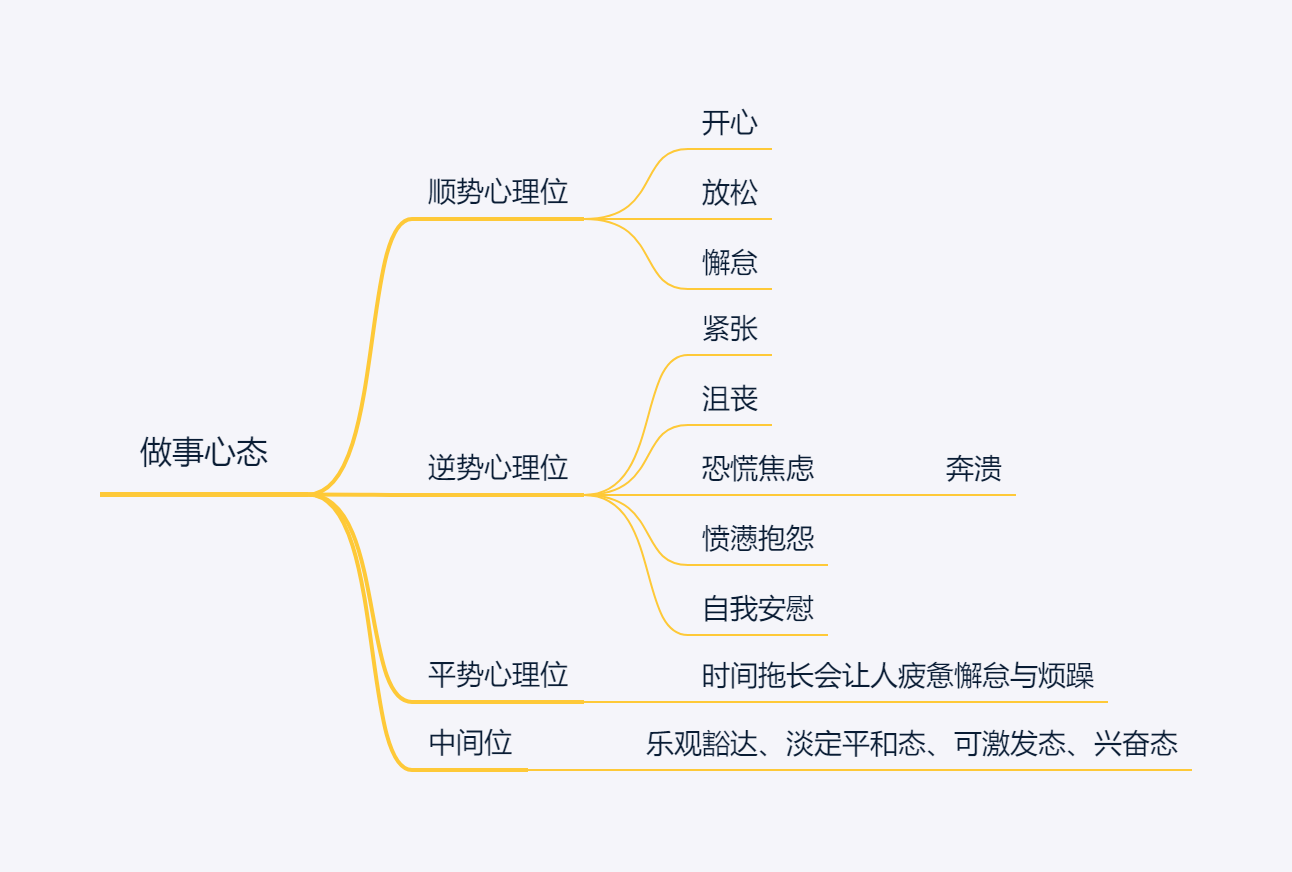 做事心态
顺势心理位
开心
放松
懈怠
逆势心理位
紧张
沮丧
恐慌焦虑
奔溃
愤懑抱怨
自我安慰
平势心理位
时间拖长会让人疲惫懈怠与烦躁
中间位
乐观豁达、淡定平和态、可激发态、兴奋态